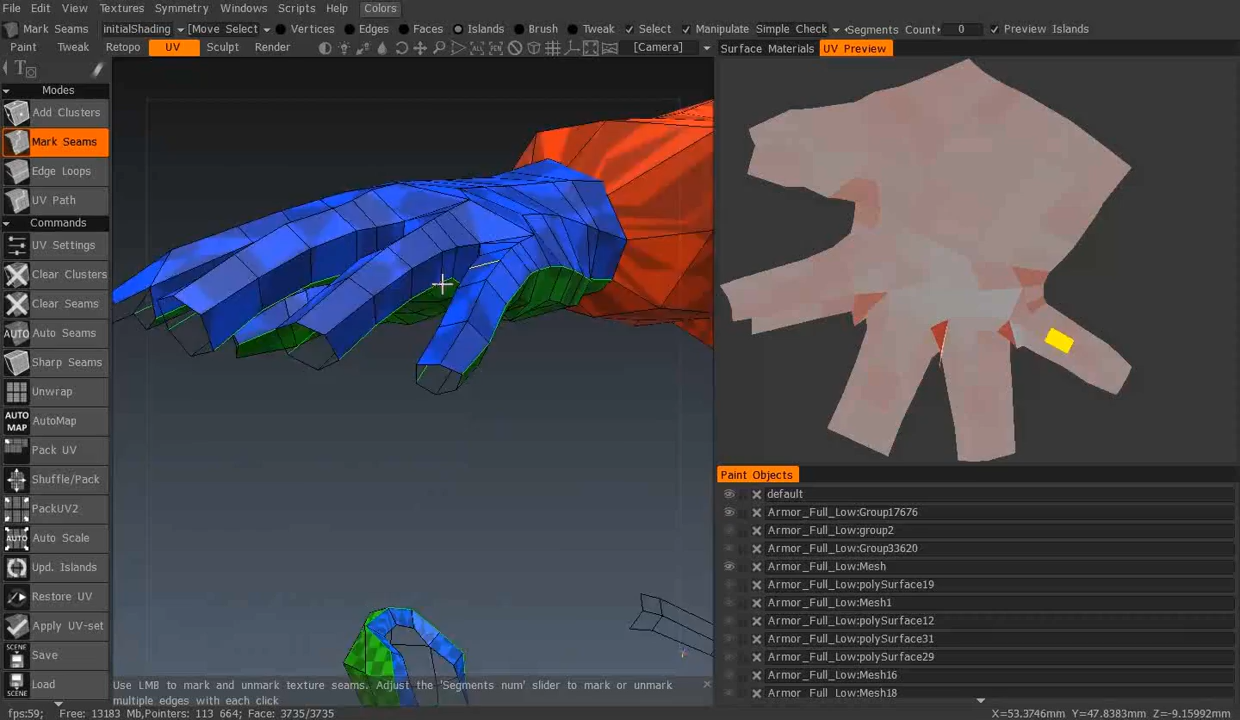 File Edit View Textures Symmetry Windows Scripts Help Colors
Mark Seams initialShading [Move Select] Vertices Edges Faces Islands Brush Tweak Select Manipulate Simple Check Segments Count 0 Preview Islands
Paint Tweak Retopo UV Sculpt Render [Camera] Surface Materials UV Preview
Modes
Add Clusters
Mark Seams
Edge Loops
UV Path
Commands
UV Settings
Clear Clusters
Clear Seams
AUTO Auto Seams
Sharp Seams
Unwrap
AUTO MAP AutoMap
Pack UV
Shuffle/Pack
PackUV2
AUTO Auto Scale
Upd. Islands
Restore UV
Apply UV-set
SCENE Save
Load
SCENE
Paint Objects
default
Armor_Full_Low:Group17676
Armor_Full_Low:group2
Armor_Full_Low:Group33620
Armor_Full_Low:Mesh
Armor_Full_Low:polySurface19
Armor_Full_Low:Mesh1
Armor_Full_Low:polySurface12
Armor_Full_Low:polySurface31
Armor_Full_Low:polySurface29
Armor_Full_Low:Mesh16
Armor_Full_Low:Mesh18
Use LMB to mark and unmark texture seams. Adjust the 'Segments num' slider to mark or unmark
multiple edges with each click
fps:59; Free: 13183 Mb,Pointers: 113 664; Face: 3735/3735 X=53.3746mm Y=47.8383mm Z=-9.15992mm